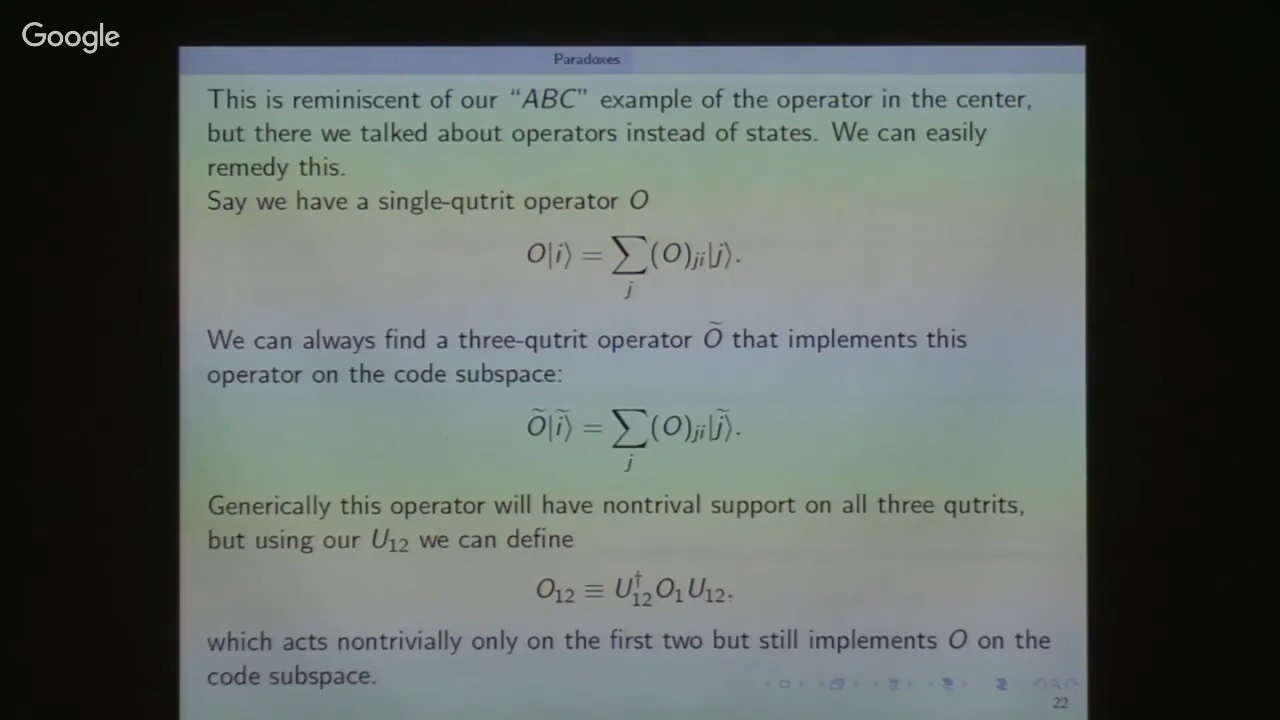 Google
Paradoxes
This is reminiscent of our “ABC” example of the operator in the center,
but there we talked about operators instead of states. We can easily
remedy this.
Say we have a single-qutrit operator O
O|i⟩ = ∑_j (O)_{ji}|j⟩.
We can always find a three-qutrit operator Õ that implements this
operator on the code subspace:
Õ|ĩ⟩ = ∑_j (O)_{ji}|j̃⟩.
Generically this operator will have nontrival support on all three qutrits,
but using our U₁₂ we can define
O₁₂ ≡ U†₁₂O₁U₁₂,
which acts nontrivially only on the first two but still implements O on the
code subspace.
22